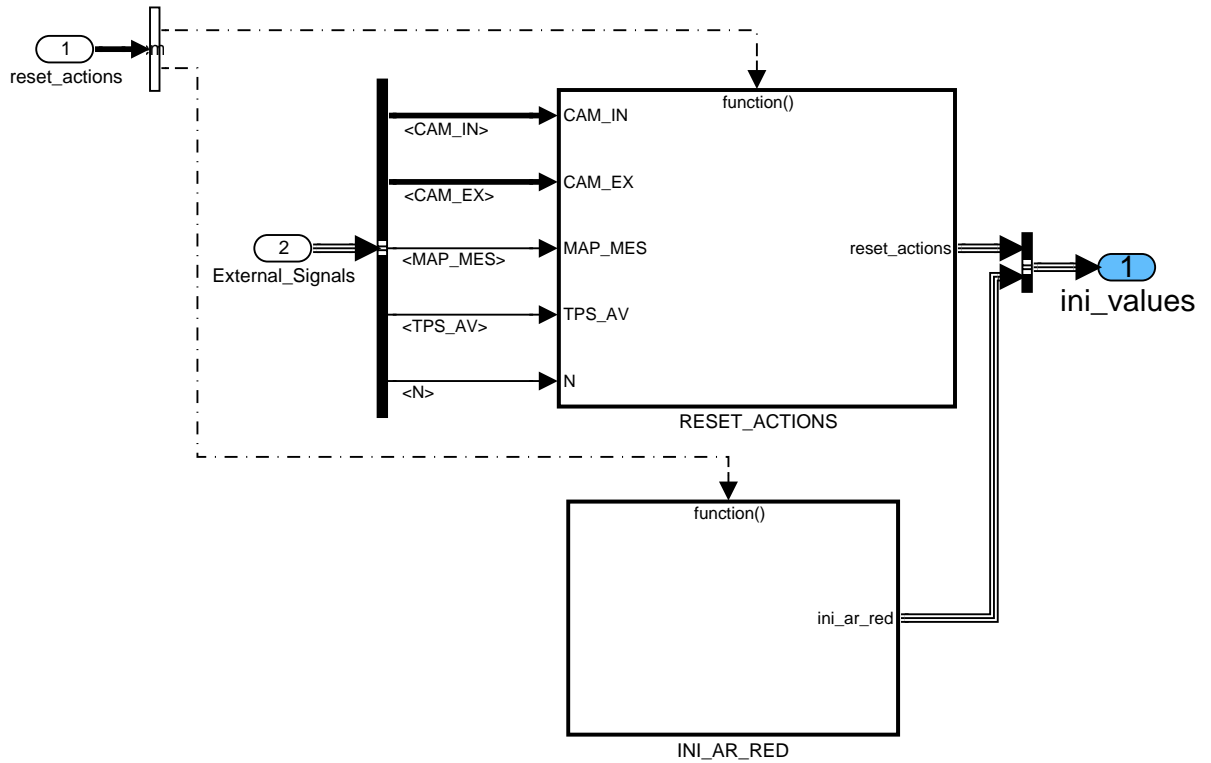 1
reset_actions
function()
CAM_IN
<CAM_IN>
CAM_EX
<CAM_EX>
2
External_Signals
MAP_MES
<MAP_MES>
reset_actions
1
ini_values
TPS_AV
<TPS_AV>
N
<N>
RESET_ACTIONS
function()
ini_ar_red
INI_AR_RED